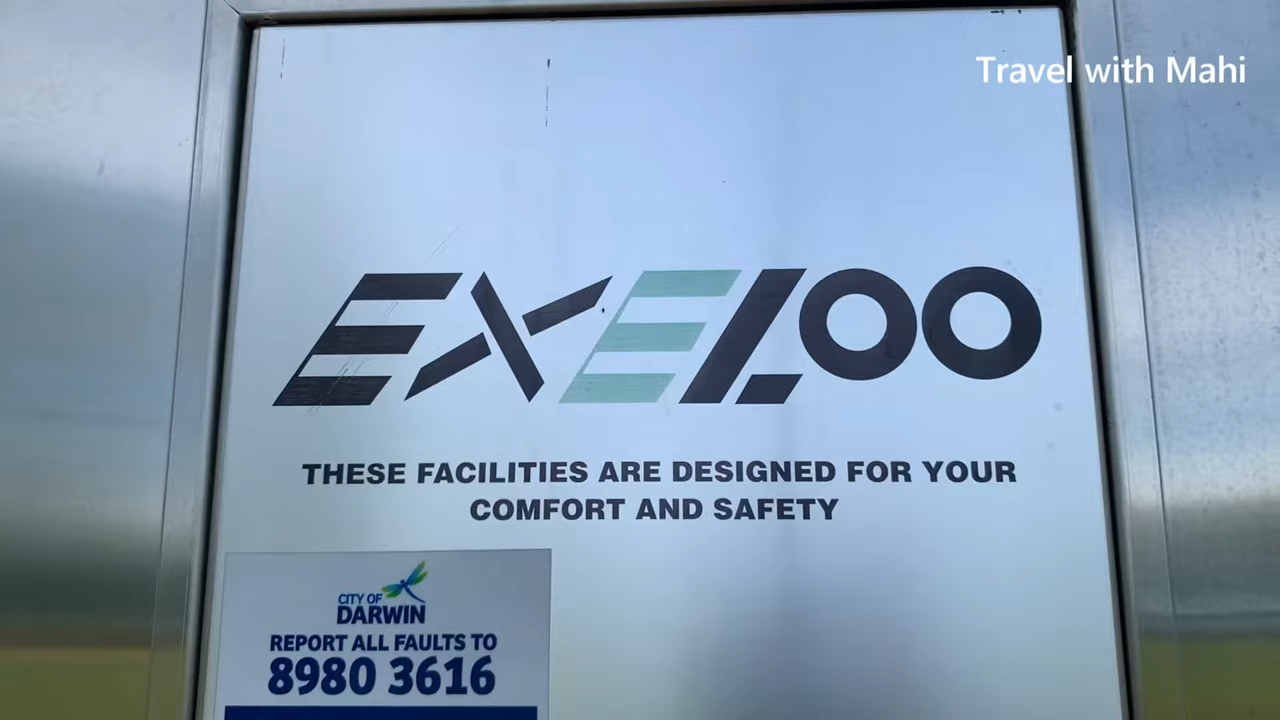 Travel with Mahi
EXELOO
THESE FACILITIES ARE DESIGNED FOR YOUR
COMFORT AND SAFETY
CITY OF
DARWIN
REPORT ALL FAULTS TO
8980 3616